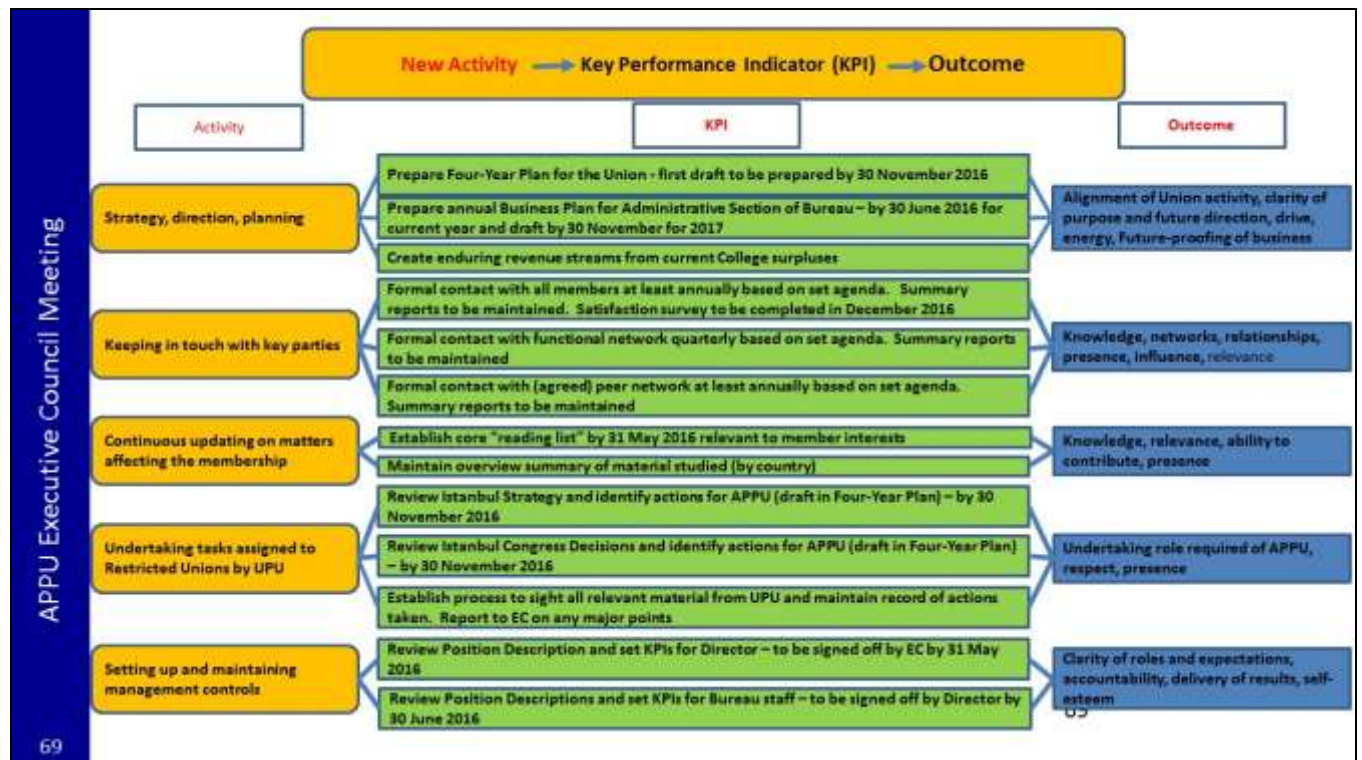 APPU Executive Council Meeting
New Activity Key Performance Indicator (KPI) Outcome
Activity
KPI
Outcome
Strategy, direction, planning
Prepare Four-Year Plan for the Union - first draft to be prepared by 30 November 2016
Prepare annual Business Plan for Administrative Section of Bureau – by 30 June 2016 for
current year and draft by 30 November for 2017
Create enduring revenue streams from current College surpluses
Alignment of Union activity, clarity of
purpose and future direction, drive,
energy, Future-proofing of business
Keeping in touch with key parties
Formal contact with all members at least annually based on set agenda. Summary
reports to be maintained. Satisfaction survey to be completed in December 2016
Formal contact with functional network quarterly based on set agenda. Summary reports
to be maintained
Formal contact with (agreed) peer network at least annually based on set agenda.
Summary reports to be maintained
Knowledge, networks, relationships,
presence, influence, relevance
Continuous updating on matters
affecting the membership
Establish core "reading list" by 31 May 2016 relevant to member interests
Maintain overview summary of material studied (by country)
Knowledge, relevance, ability to
contribute, presence
Undertaking tasks assigned to
Restricted Unions by UPU
Review Istanbul Strategy and identify actions for APPU (draft in Four-Year Plan) – by 30
November 2016
Review Istanbul Congress Decisions and identify actions for APPU (draft in Four-Year Plan)
– by 30 November 2016
Establish process to sight all relevant material from UPU and maintain record of actions
taken. Report to EC on any major points
Undertaking role required of APPU,
respect, presence
Setting up and maintaining
management controls
Review Position Description and set KPIs for Director – to be signed off by EC by 31 May
2016
Review Position Descriptions and set KPIs for Bureau staff – to be signed off by Director by
30 June 2016
Clarity of roles and expectations,
accountability, delivery of results, self-
esteem
69